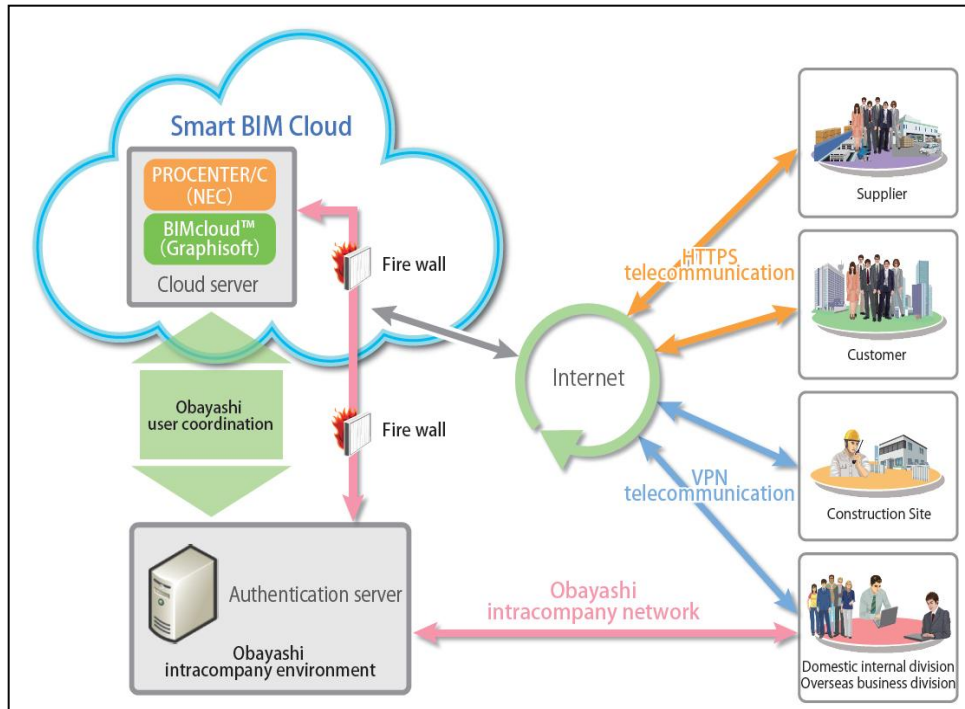 Smart BIM Cloud
PROCENTER/C
(NEC)
BIMcloud™
(Graphisoft)
Cloud server
Fire wall
Obayashi
user coordination
Fire wall
Authentication server
Obayashi
intracompany environment
Internet
HTTPS
telecommunication
VPN
telecommunication
Obayashi
intracompany network
Supplier
Customer
Construction Site
Domestic internal division
Overseas business division